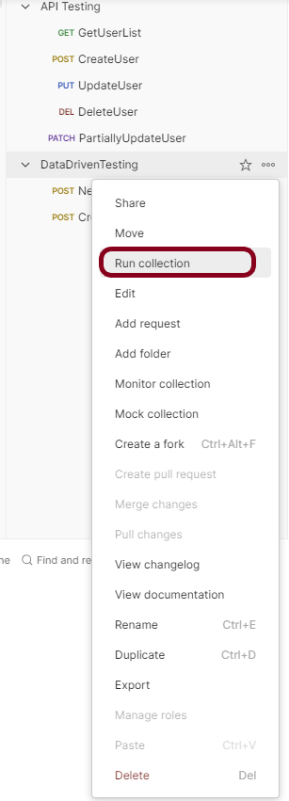 API Testing
GET GetUserList
POST CreateUser
PUT UpdateUser
DEL DeleteUser
PATCH PartiallyUpdateUser
DataDrivenTesting
POST Ne
POST Cr
Share
Move
Run collection
Edit
Add request
Add folder
Monitor collection
Mock collection
Create a fork Ctrl+Alt+F
Create pull request
Merge changes
Pull changes
ne Find and re
View changelog
View documentation
Rename Ctrl+E
Duplicate Ctrl+D
Export
Manage roles
Paste Ctrl+V
Delete Del